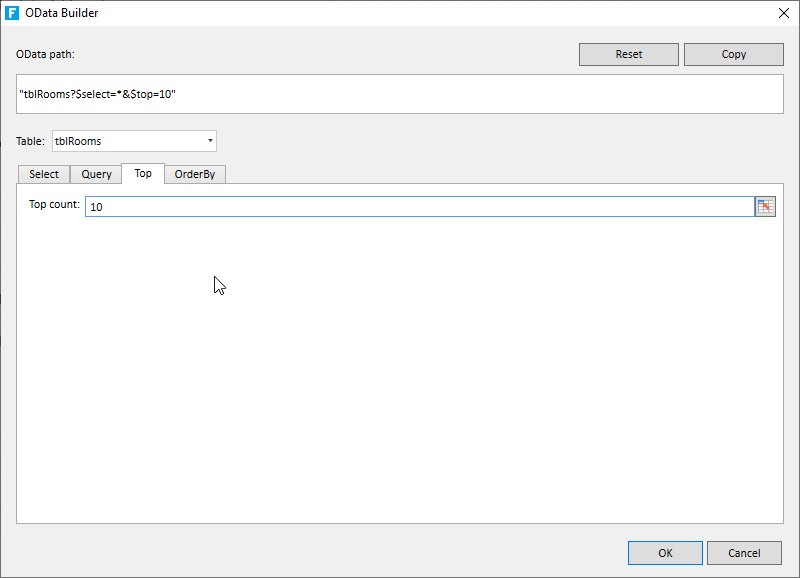 F OData Builder
OData path:
Reset
Copy
"tblRooms?$select=*&$top=10"
Table: tblRooms
Select Query Top OrderBy
Top count: 10
OK
Cancel